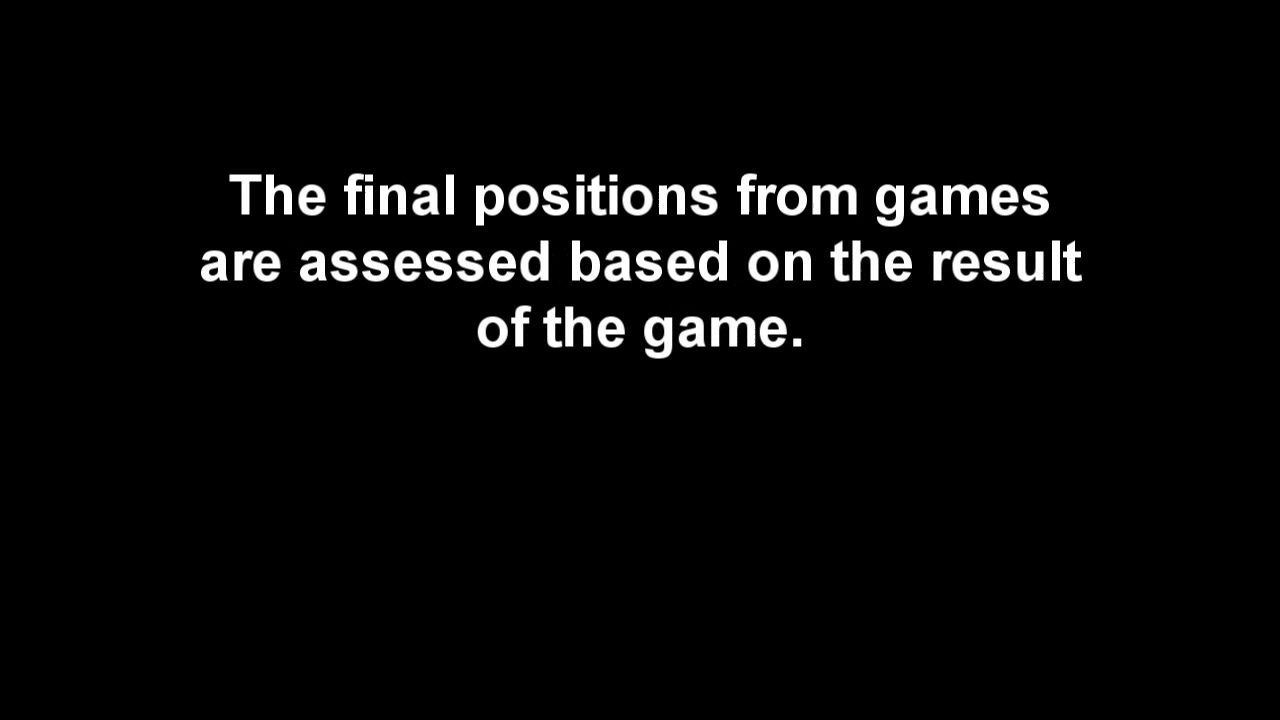 The final positions from games
are assessed based on the result
of the game.